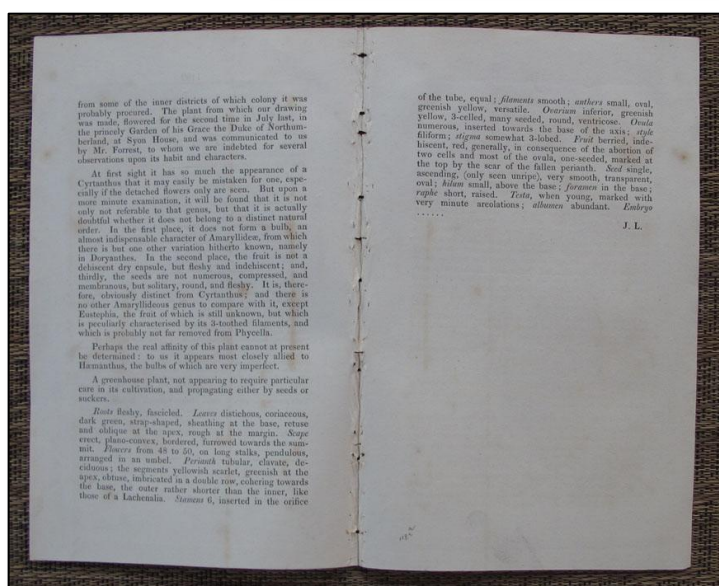 from some of the inner districts of which colony it was
probably procured. The plant from which our drawing
was made, flowered for the second time in July last, in
the princely Garden of his Grace the Duke of Northum-
berland, at Syon House, and was communicated to us
by Mr. Forrest, to whom we are indebted for several
observations upon its habit and characters.
At first sight it has so much the appearance of a
Cyrtanthus that it may easily be mistaken for one, espe-
cially if the detached flowers only are seen. But upon a
more minute examination, it will be found that it is not
only not referable to that genus, but that it is actually
doubtful whether it does not belong to a distinct natural
order. In the first place, it does not form a bulb, an
almost indispensable character of Amaryllideæ, from which
there is but one other variation hitherto known, namely
in Doryanthes. In the second place, the fruit is not a
dehiscent dry capsule, but fleshy and indehiscent; and,
thirdly, the seeds are not numerous, compressed, and
membranous, but solitary, round, and fleshy. It is, there-
fore, obviously distinct from Cyrtanthus; and there is
no other Amaryllideous genus to compare with it, except
Eustephia, the fruit of which is still unknown, but which
is peculiarly characterised by its 3-toothed filaments, and
which is probably not far removed from Phycella.
Perhaps the real affinity of this plant cannot at present
be determined: to us it appears most closely allied to
Hæmanthus, the bulbs of which are very imperfect.
A greenhouse plant, not appearing to require particular
care in its cultivation, and propagating either by seeds or
suckers.
Roots fleshy, fascicled. Leaves distichous, coriaceous,
dark green, strap-shaped, sheathing at the base, retuse
and oblique at the apex, rough at the margin. Scape
erect, plano-convex, bordered, furrowed towards the sum-
mit. Flowers from 48 to 50, on long stalks, pendulous,
arranged in an umbel. Perianth tubular, clavate, de-
ciduous; the segments yellowish scarlet, greenish at the
apex, obtuse, imbricated in a double row, cohering towards
the base, the outer rather shorter than the inner, like
those of a Lachenalia. Stamens 6, inserted in the orifice
of the tube, equal; filaments smooth; anthers small, oval,
greenish yellow, versatile. Ovarium inferior, greenish
yellow, 3-celled, many seeded, round, ventricose. Ovula
numerous, inserted towards the base of the axis; style
filiform; stigma somewhat 3-lobed. Fruit berried, inde-
hiscent, red, generally, in consequence of the abortion of
two cells and most of the ovula, one-seeded, marked at
the top by the scar of the fallen perianth. Seed single,
ascending, (only seen unripe), very smooth, transparent,
oval; hilum small, above the base; foramen in the base;
raphe short, raised. Testa, when young, marked with
very minute areolations; albumen abundant. Embryo
......
J. L.